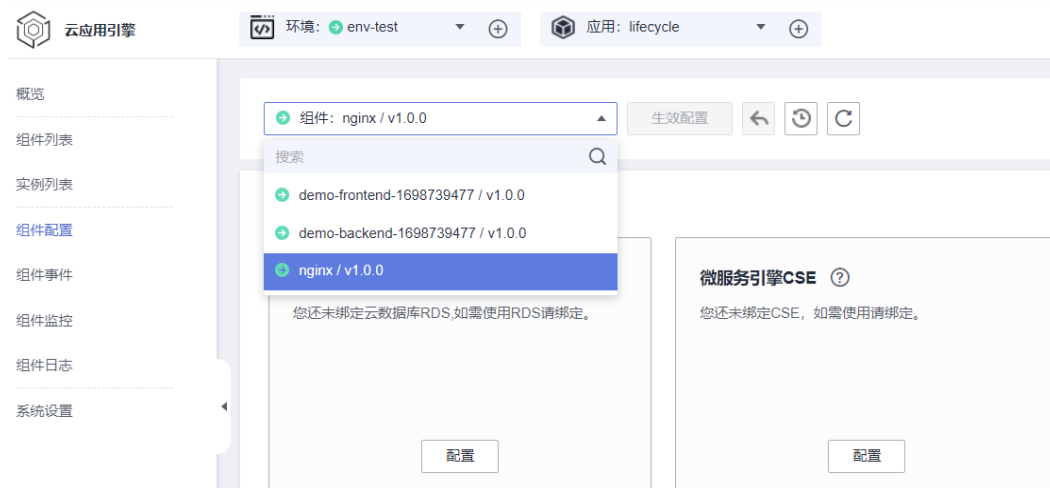 云应用引擎
环境: env-test
应用: lifecycle
概览
组件列表
实例列表
组件配置
组件事件
组件监控
组件日志
系统设置
组件: nginx / v1.0.0
生效配置
搜索
demo-frontend-1698739477 / v1.0.0
demo-backend-1698739477 / v1.0.0
nginx / v1.0.0
您还未绑定云数据库RDS,如需使用RDS请绑定。
配置
微服务引擎CSE
您还未绑定CSE，如需使用请绑定。
配置